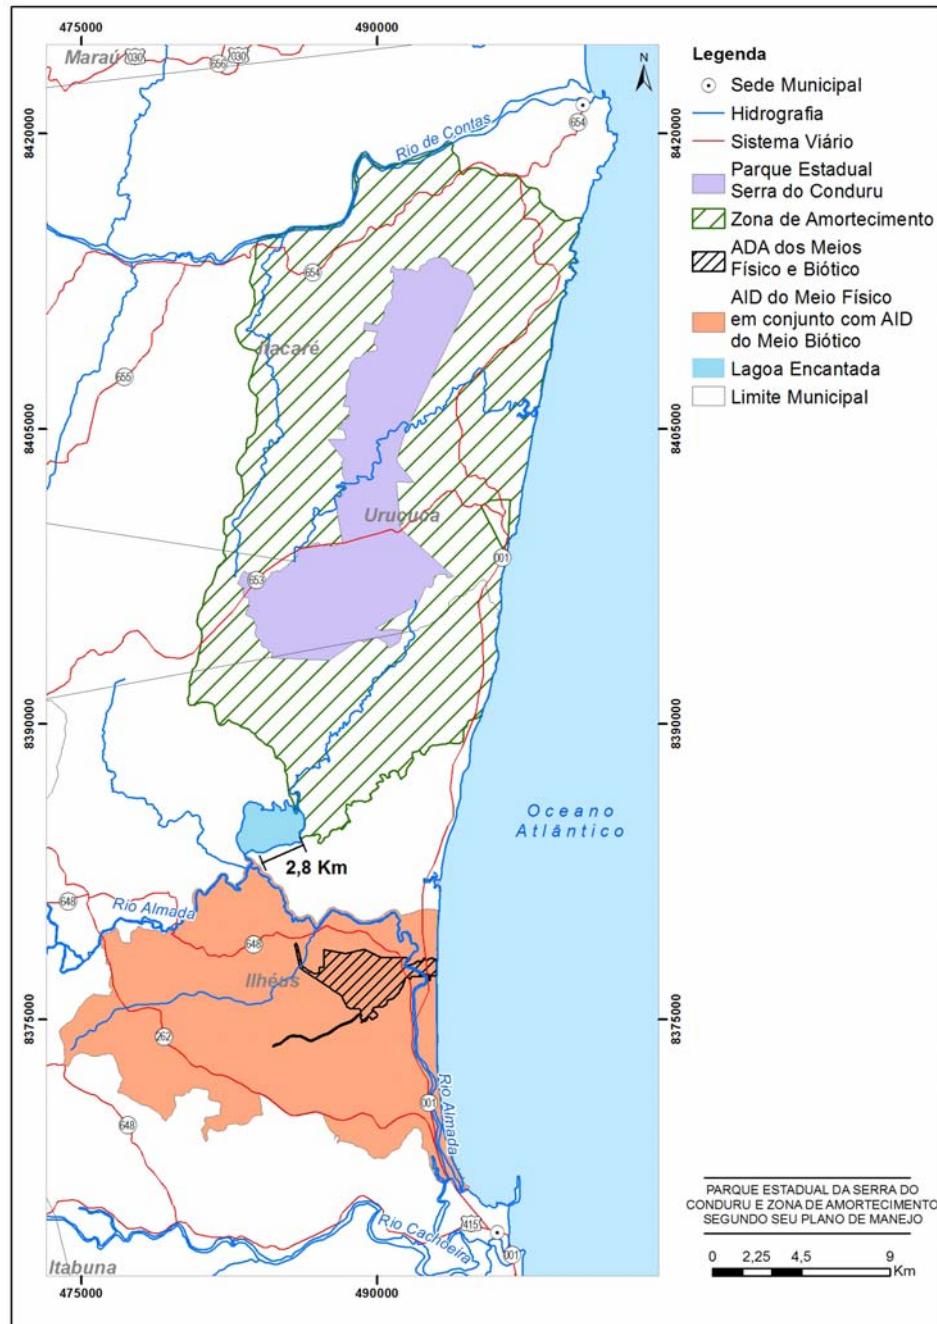 475000
490000
Maraú
030
030
656
N
8420000
8420000
Rio de Contas
654
654
Itacaré
655
8405000
8405000
Uruçuca
001
653
8390000
8390000
Oceano
Atlântico
2,8 Km
648
Rio Almada
648
Ilhéus
8375000
8375000
262
001
Rio Almada
648
415
Rio Cachoeira
001
Itabuna
475000
490000
Legenda
Sede Municipal
Hidrografia
Sistema Viário
Parque Estadual
Serra do Conduru
Zona de Amortecimento
ADA dos Meios
Físico e Biótico
AID do Meio Físico
em conjunto com AID
do Meio Biótico
Lagoa Encantada
Limite Municipal
PARQUE ESTADUAL DA SERRA DO
CONDURU E ZONA DE AMORTECIMENTO
SEGUNDO SEU PLANO DE MANEJO
0 2,25 4,5 9
Km